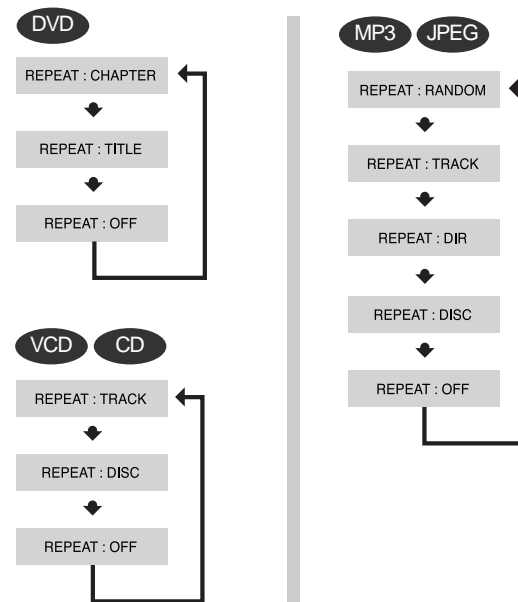 DVD
REPEAT : CHAPTER
REPEAT : TITLE
REPEAT : OFF
VCD CD
REPEAT : TRACK
REPEAT : DISC
REPEAT : OFF
MP3 JPEG
REPEAT : RANDOM
REPEAT : TRACK
REPEAT : DIR
REPEAT : DISC
REPEAT : OFF